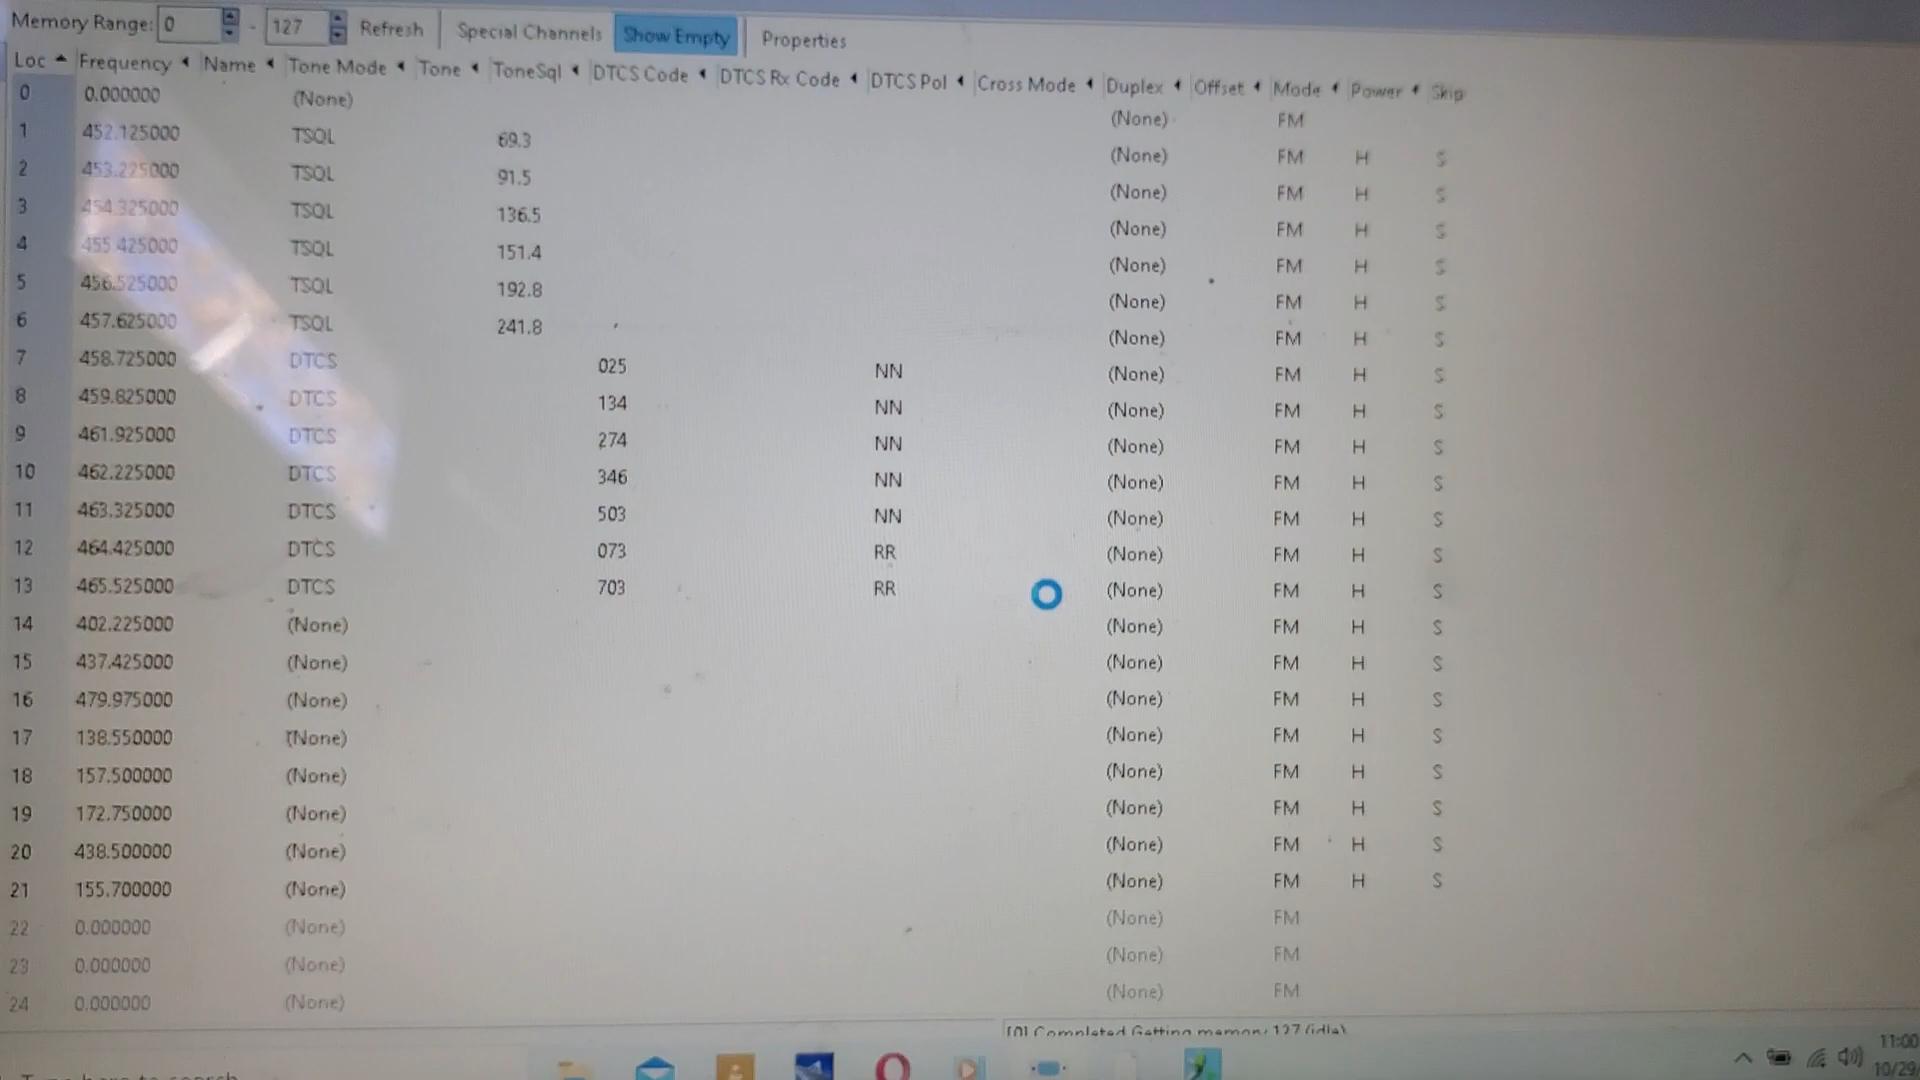 Memory Range: 0 - 127 Refresh Special Channels Show Empty Properties
Loc Frequency Name Tone Mode Tone ToneSql DTCS Code DTCS Rx Code DTCS Pol Cross Mode Duplex Offset Mode Power Skip
0 0.000000 (None) (None) FM
1 452.125000 TSQL 69.3 (None) FM H S
2 453.225000 TSQL 91.5 (None) FM H S
3 454.325000 TSQL 136.5 (None) FM H S
4 455.425000 TSQL 151.4 (None) FM H S
5 456.525000 TSQL 192.8 (None) FM H S
6 457.625000 TSQL 241.8 (None) FM H S
7 458.725000 DTCS 025 NN (None) FM H S
8 459.825000 DTCS 134 NN (None) FM H S
9 461.925000 DTCS 274 NN (None) FM H S
10 462.225000 DTCS 346 NN (None) FM H S
11 463.325000 DTCS 503 NN (None) FM H S
12 464.425000 DTCS 073 RR (None) FM H S
13 465.525000 DTCS 703 RR (None) FM H S
14 402.225000 (None) (None) FM H S
15 437.425000 (None) (None) FM H S
16 479.975000 (None) (None) FM H S
17 138.550000 (None) (None) FM H S
18 157.500000 (None) (None) FM H S
19 172.750000 (None) (None) FM H S
20 438.500000 (None) (None) FM H S
21 155.700000 (None) (None) FM H S
22 0.000000 (None) (None) FM
23 0.000000 (None) (None) FM
24 0.000000 (None) (None) FM
[0] Completed Getting memory 127 (idle)
Type here to search
11:00
10/29/